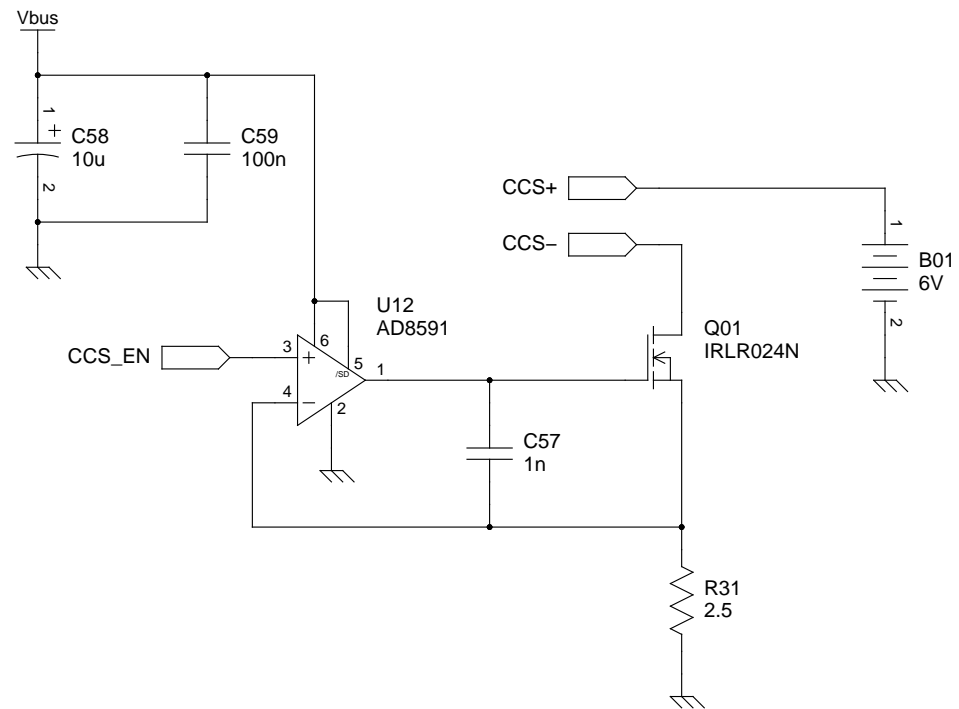 Vbus
1
+
C58
10u
2
C59
100n
CCS+
CCS–
1
B01
6V
2
U12
AD8591
CCS_EN
3
+
6
5
/SD
1
4
–
2
Q01
IRLR024N
C57
1n
R31
2.5